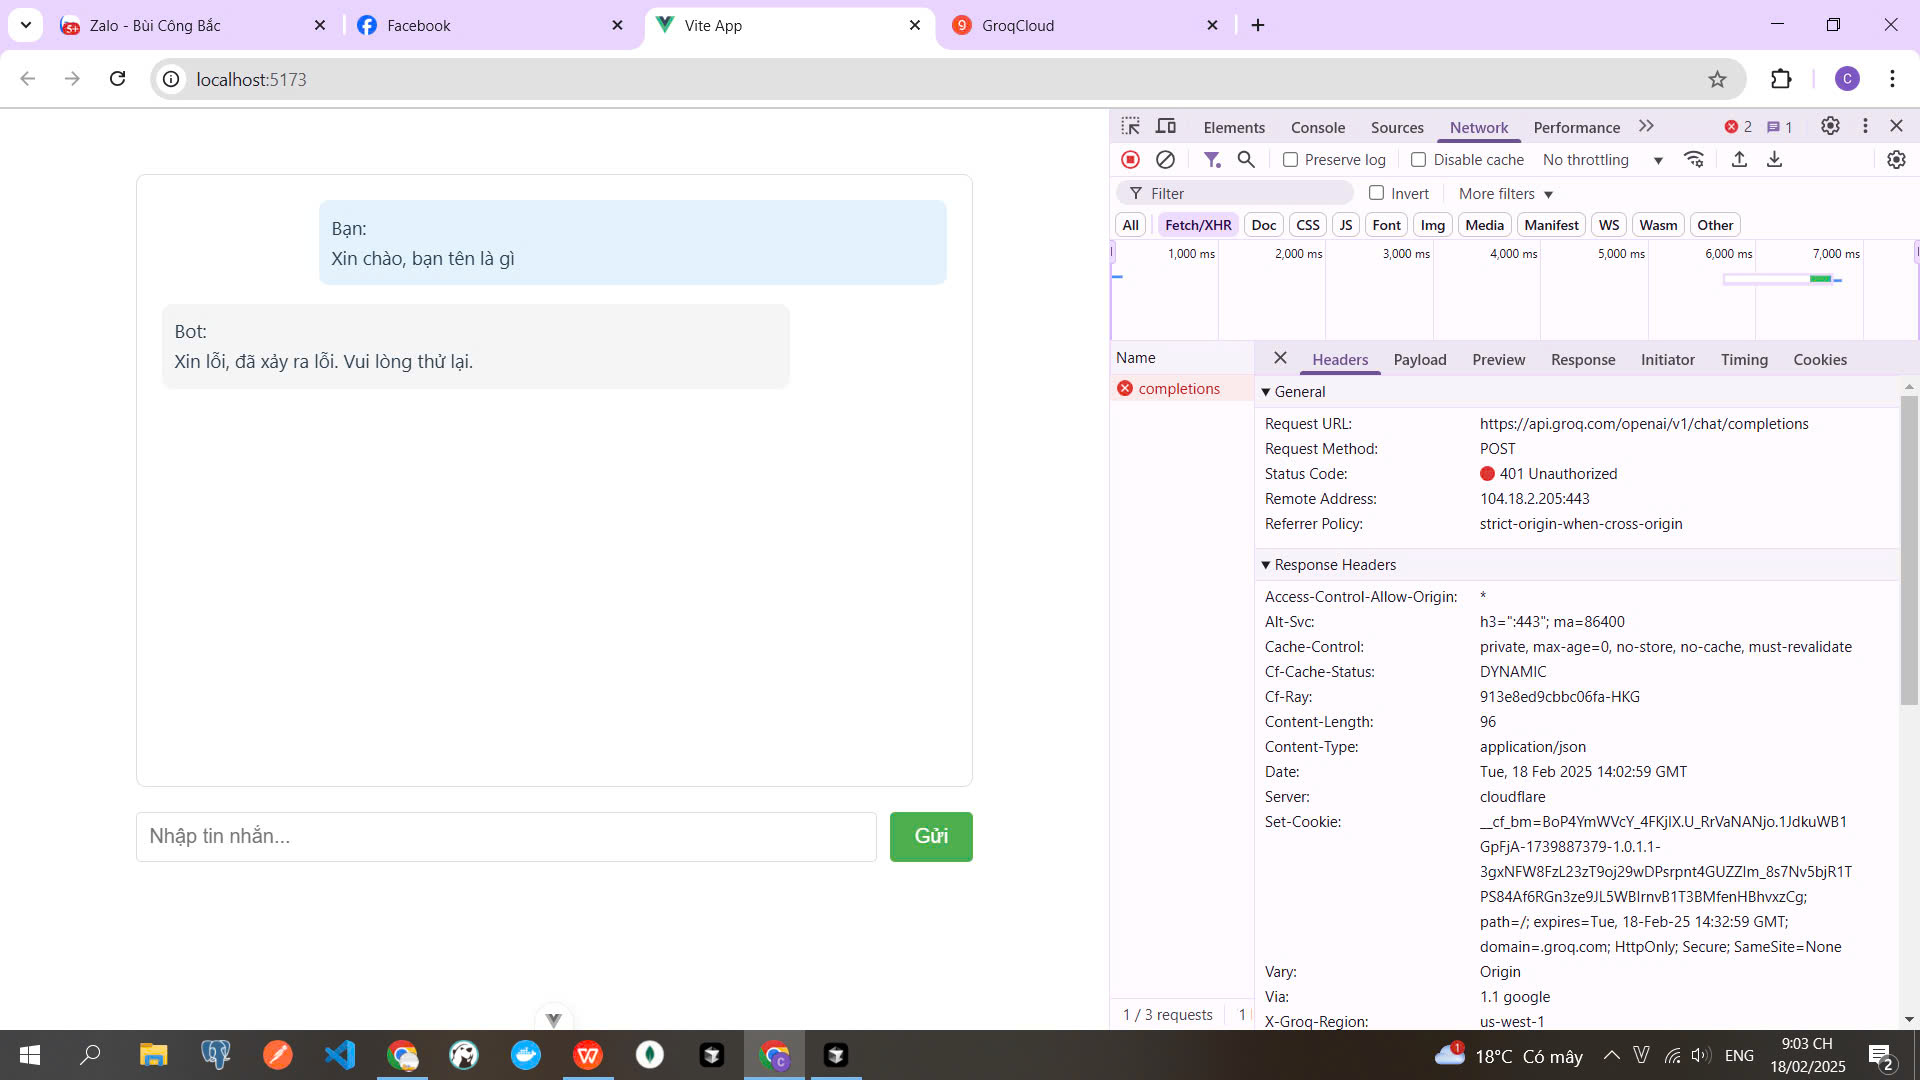 Zalo - Bùi Công Bắc
Facebook
Vite App
9
GroqCloud
localhost:5173
C
Bạn:
Xin chào, bạn tên là gì
Bot:
Xin lỗi, đã xảy ra lỗi. Vui lòng thử lại.
Nhập tin nhắn...
Gửi
Elements
Console
Sources
Network
Performance
2
1
Preserve log
Disable cache
No throttling
Filter
Invert
More filters
All
Fetch/XHR
Doc
CSS
JS
Font
Img
Media
Manifest
WS
Wasm
Other
1,000 ms
2,000 ms
3,000 ms
4,000 ms
5,000 ms
6,000 ms
7,000 ms
Name
completions
Headers
Payload
Preview
Response
Initiator
Timing
Cookies
General
Request URL: https://api.groq.com/openai/v1/chat/completions
Request Method: POST
Status Code: 401 Unauthorized
Remote Address: 104.18.2.205:443
Referrer Policy: strict-origin-when-cross-origin
Response Headers
Access-Control-Allow-Origin: *
Alt-Svc: h3=":443"; ma=86400
Cache-Control: private, max-age=0, no-store, no-cache, must-revalidate
Cf-Cache-Status: DYNAMIC
Cf-Ray: 913e8ed9cbbc06fa-HKG
Content-Length: 96
Content-Type: application/json
Date: Tue, 18 Feb 2025 14:02:59 GMT
Server: cloudflare
Set-Cookie: __cf_bm=BoP4YmWVcY_4FKjIX.U_RrVaNANjo.1JdkuWB1
GpFjA-1739887379-1.0.1.1-
3gxNFW8FzL23zT9oj29wDPsrpnt4GUZZIm_8s7Nv5bjR1T
PS84Af6RGn3ze9JL5WBIrnvB1T3BMfenHBhvxzCg;
path=/; expires=Tue, 18-Feb-25 14:32:59 GMT;
domain=.groq.com; HttpOnly; Secure; SameSite=None
Vary: Origin
Via: 1.1 google
X-Groq-Region: us-west-1
1 / 3 requests
1
18°C Có mây
ENG
9:03 CH
18/02/2025
2